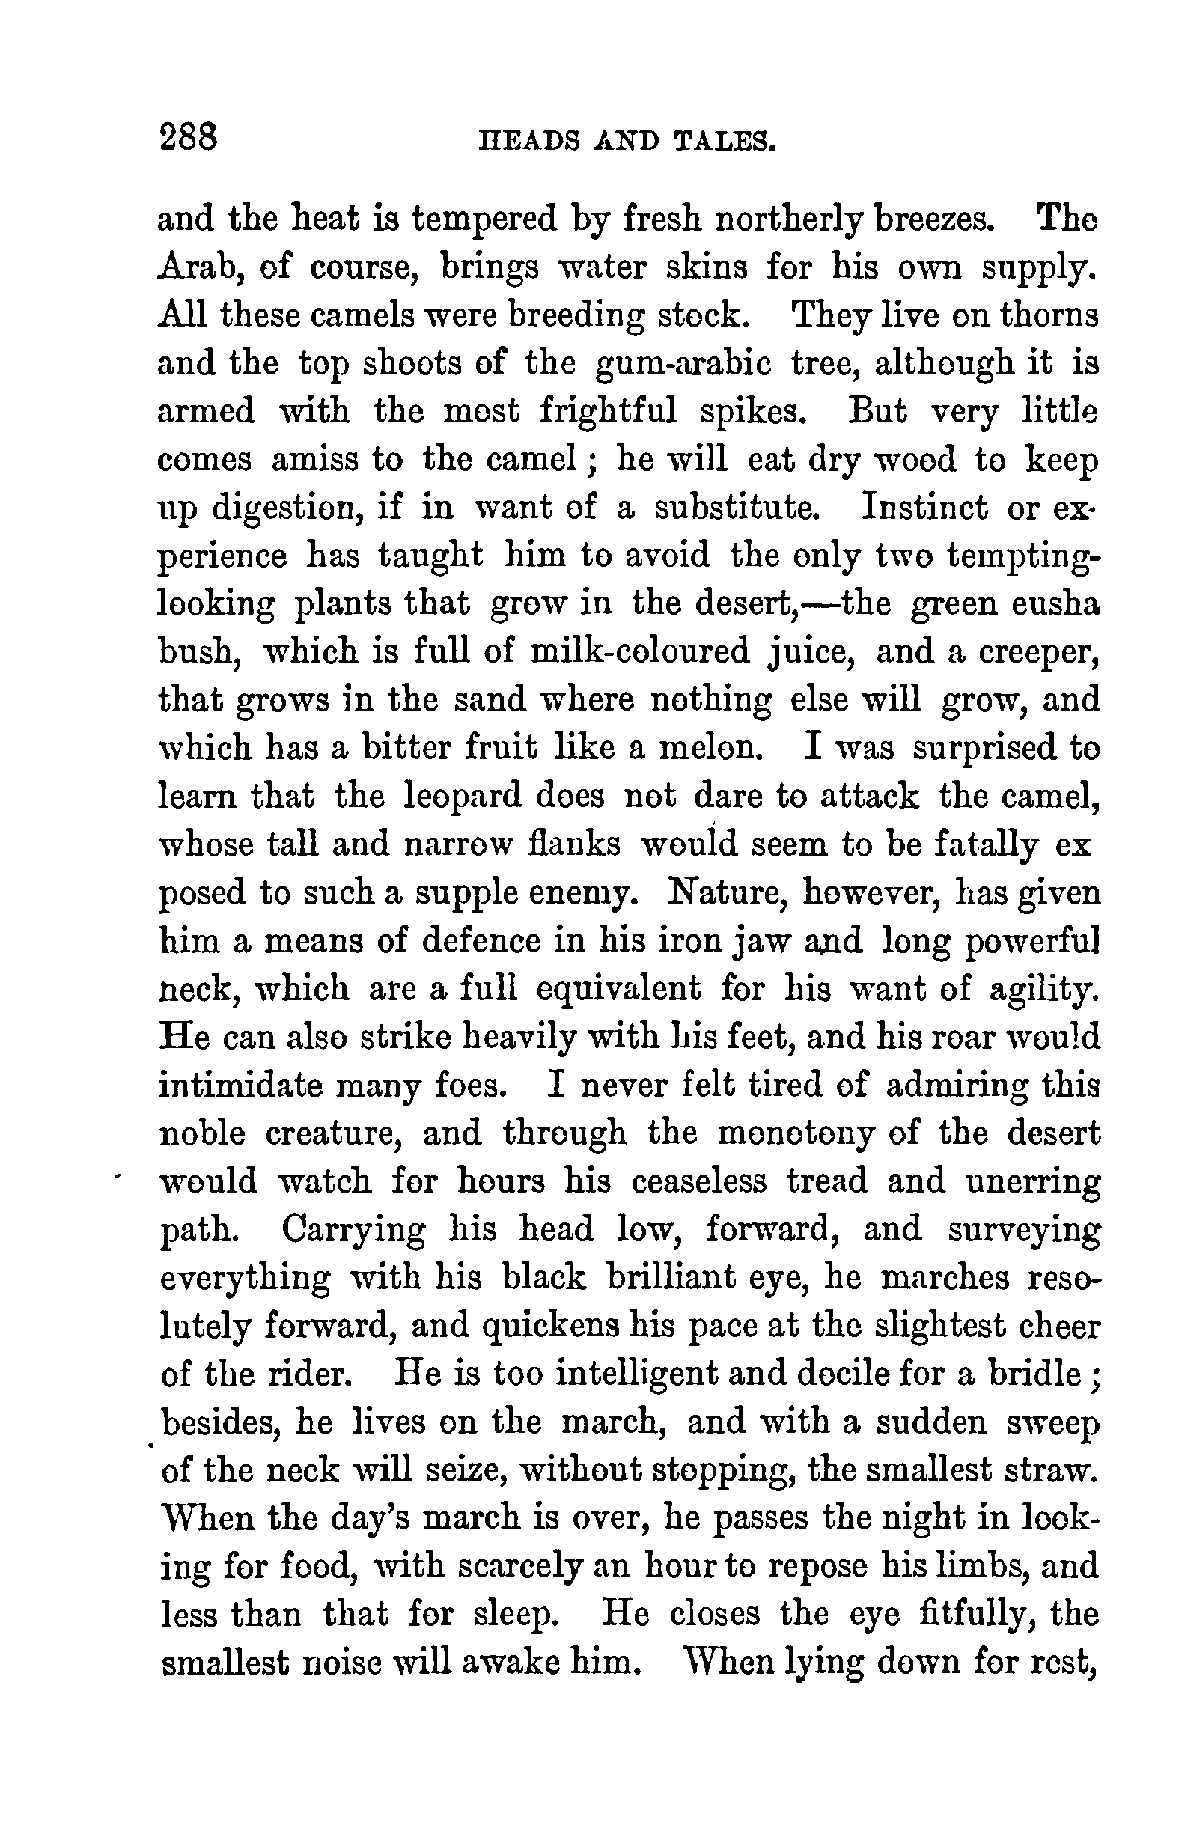 288 HEADS AND TALES.
and the heat is tempered by fresh northerly breezes. The
Arab, of course, brings water skins for his own supply.
All these camels were breeding stock. They live on thorns
and the top shoots of the gum-arabic tree, although it is
armed with the most frightful spikes. But very little
comes amiss to the camel ; he will eat dry wood to keep
up digestion, if in want of a substitute. Instinct or ex-
perience has taught him to avoid the only two tempting-
looking plants that grow in the desert,—the green eusha
bush, which is full of milk-coloured juice, and a creeper,
that grows in the sand where nothing else will grow, and
which has a bitter fruit like a melon. I was surprised to
learn that the leopard does not dare to attack the camel,
whose tall and narrow flanks would seem to be fatally ex
posed to such a supple enemy. Nature, however, has given
him a means of defence in his iron jaw and long powerful
neck, which are a full equivalent for his want of agility.
He can also strike heavily with his feet, and his roar would
intimidate many foes. I never felt tired of admiring this
noble creature, and through the monotony of the desert
would watch for hours his ceaseless tread and unerring
path. Carrying his head low, forward, and surveying
everything with his black brilliant eye, he marches reso-
lutely forward, and quickens his pace at the slightest cheer
of the rider. He is too intelligent and docile for a bridle ;
besides, he lives on the march, and with a sudden sweep
of the neck will seize, without stopping, the smallest straw.
When the day's march is over, he passes the night in look-
ing for food, with scarcely an hour to repose his limbs, and
less than that for sleep. He closes the eye fitfully, the
smallest noise will awake him. When lying down for rest,